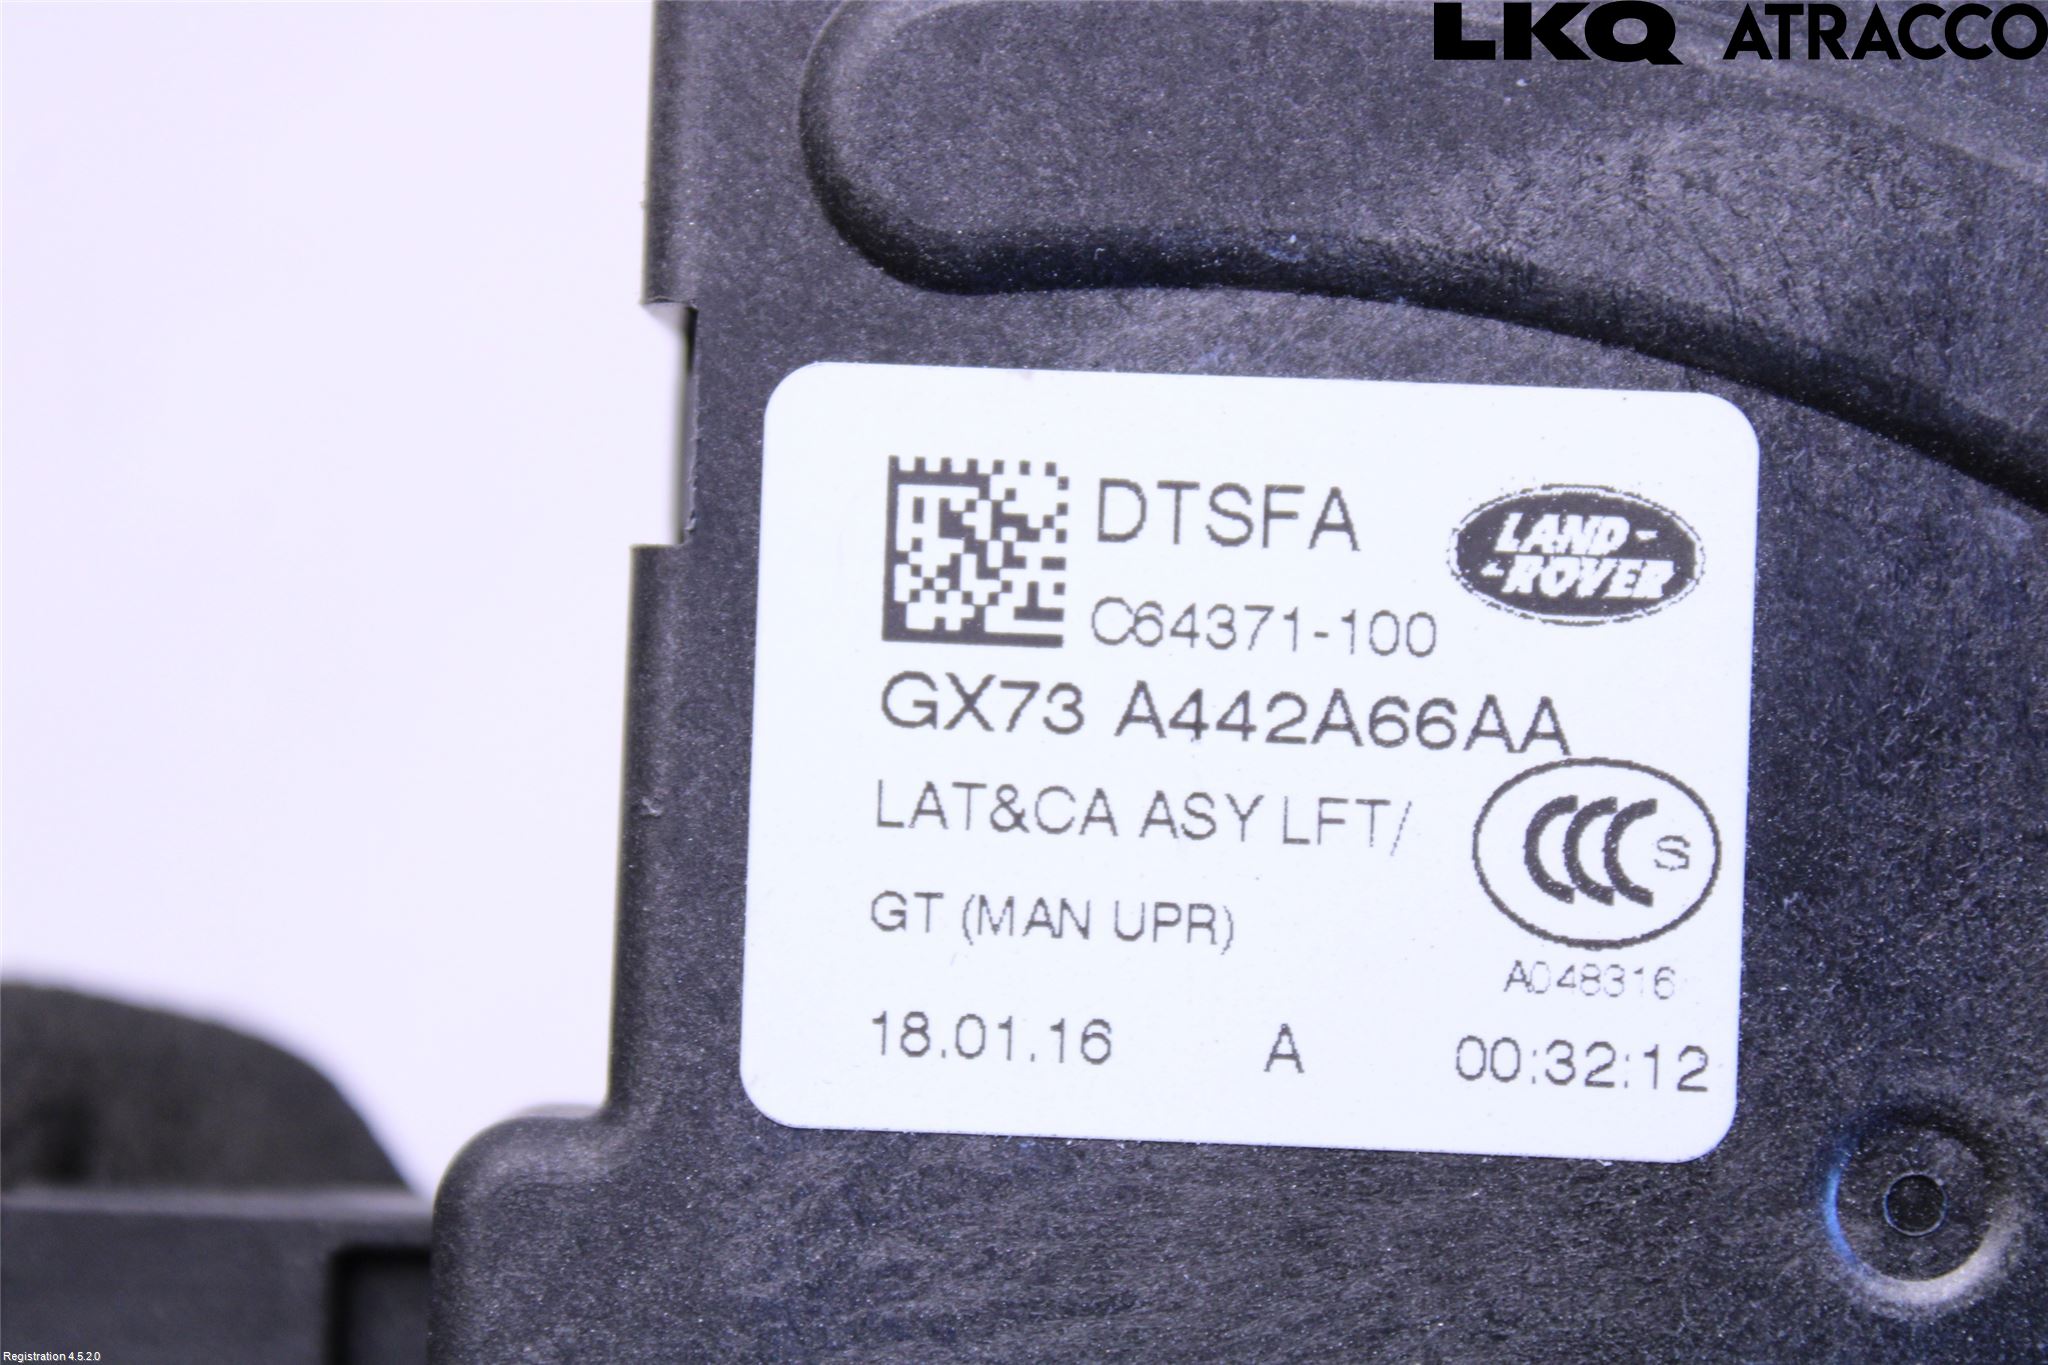 LKQ ATRACCO
DTSFA
LAND-
-ROVER
C64371-100
GX73 A442A66AA
LAT&CA ASY LFT/
GT (MAN UPR)
CCC S
A048316
18.01.16 A 00:32:12
Registration 4.5.2.0